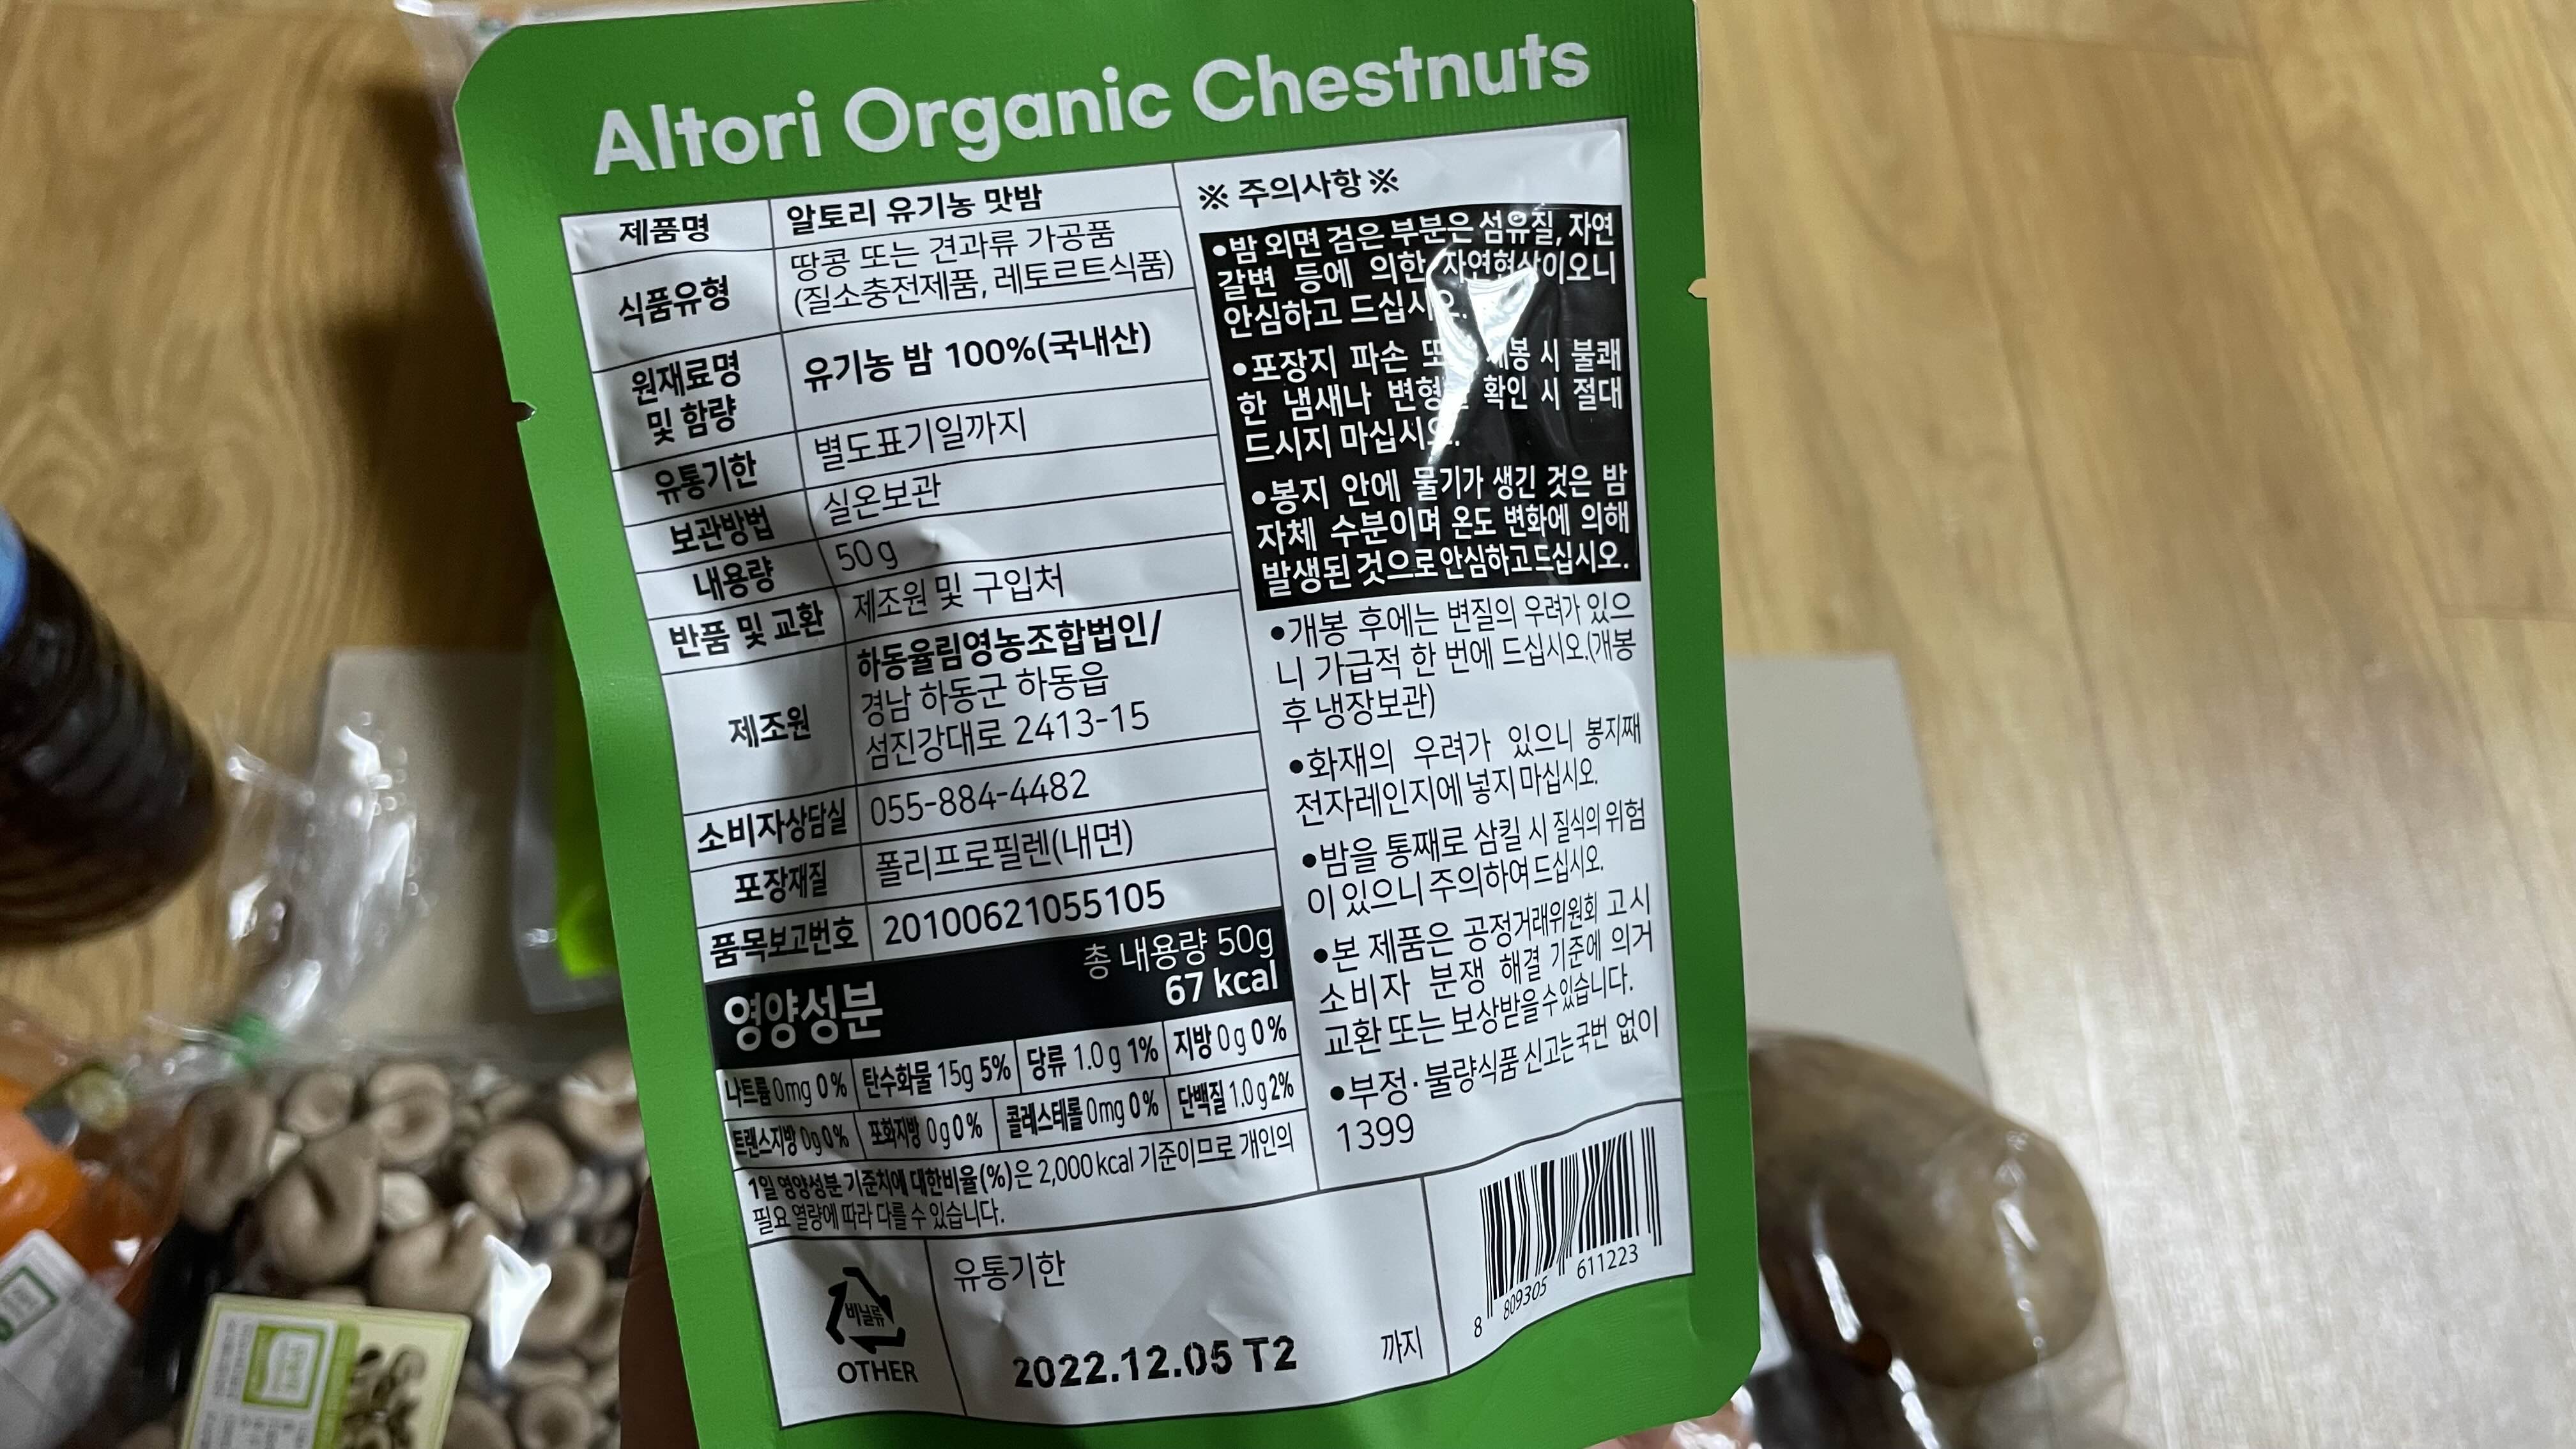 Altori Organic Chestnuts
제품명 알토리 유기농 맛밤
식품유형 땅콩 또는 견과류 가공품
(질소충전제품, 레토르트식품)
원재료명
및 함량
유기농 밤 100%(국내산)
유통기한 별도표기일까지
보관방법 실온보관
내용량 50g
반품 및 교환 제조원 및 구입처
제조원
하동율림영농조합법인/
경남 하동군 하동읍
섬진강대로 2413-15
소비자상담실 055-884-4482
포장재질 폴리프로필렌(내면)
품목보고번호 20100621055105
영양성분
총 내용량 50g
67 kcal
나트륨 0mg 0% 탄수화물 15g 5% 당류 1.0g 1% 지방 0g 0%
트랜스지방 0g0% 포화지방 0g0% 콜레스테롤 0mg 0% 단백질 1.0g2%
1일 영양성분 기준치에 대한비율(%)은 2,000kcal 기준이므로 개인의
필요 열량에 따라 다를 수 있습니다.
※ 주의사항 ※
•밤 외면 검은 부분은 섬유질, 자연
갈변 등에 의한 자연현상이오니
안심하고 드십시오.
•포장지 파손 시 불쾌
한 냄새나 확인 시 절대
드시지 마십시오.
•봉지 안에 물기가 생긴 것은 밤
자체 수분이며 온도 변화에 의해
발생된 것으로 안심하고 드십시오.
•개봉 후에는 변질의 우려가 있으
니 가급적 한 번에 드십시오.(개봉
후 냉장보관)
•화재의 우려가 있으니 봉지째
전자레인지에 넣지 마십시오.
•밤을 통째로 삼킬 시 질식의 위험
이 있으니 주의하여 드십시오.
•본 제품은 공정거래위원회 고시
소비자 분쟁 해결 기준에 의거
교환 또는 보상받을 수 있습니다.
•부정·불량식품 신고는 국번 없이
1399
비닐류
OTHER
유통기한
2022.12.05 T2 까지
8 809305 611223